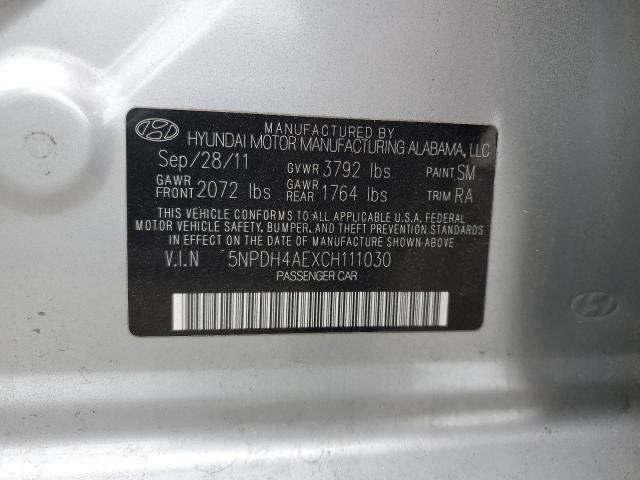 MANUFACTURED BY
HYUNDAI MOTOR MANUFACTURING ALABAMA, LLC
Sep/28/11 GVWR 3792 lbs PAINT SM
GAWR FRONT 2072 lbs GAWR REAR 1764 lbs TRIM RA
THIS VEHICLE CONFORMS TO ALL APPLICABLE U.S.A. FEDERAL
MOTOR VEHICLE SAFETY, BUMPER, AND THEFT PREVENTION STANDARDS
IN EFFECT ON THE DATE OF MANUFACTURE SHOWN ABOVE.
V.I.N 5NPDH4AEXCH111030
PASSENGER CAR